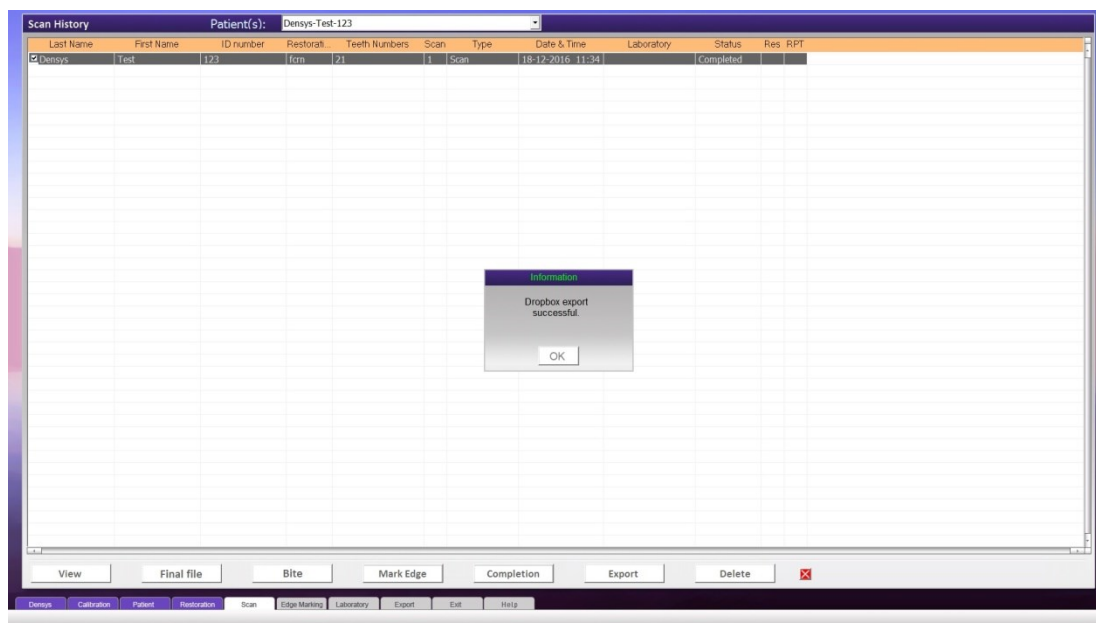 Scan History Patient(s): Densys-Test-123
Last Name First Name ID number Restorati... Teeth Numbers Scan Type Date & Time Laboratory Status Res RPT
Densys Test 123 fcrn 21 1 Scan 18-12-2016 11:34 Completed
Information
Dropbox export
successful.
OK
View Final file Bite Mark Edge Completion Export Delete
Densys Calibration Patient Restoration Scan Edge Marking Laboratory Export Exit Help